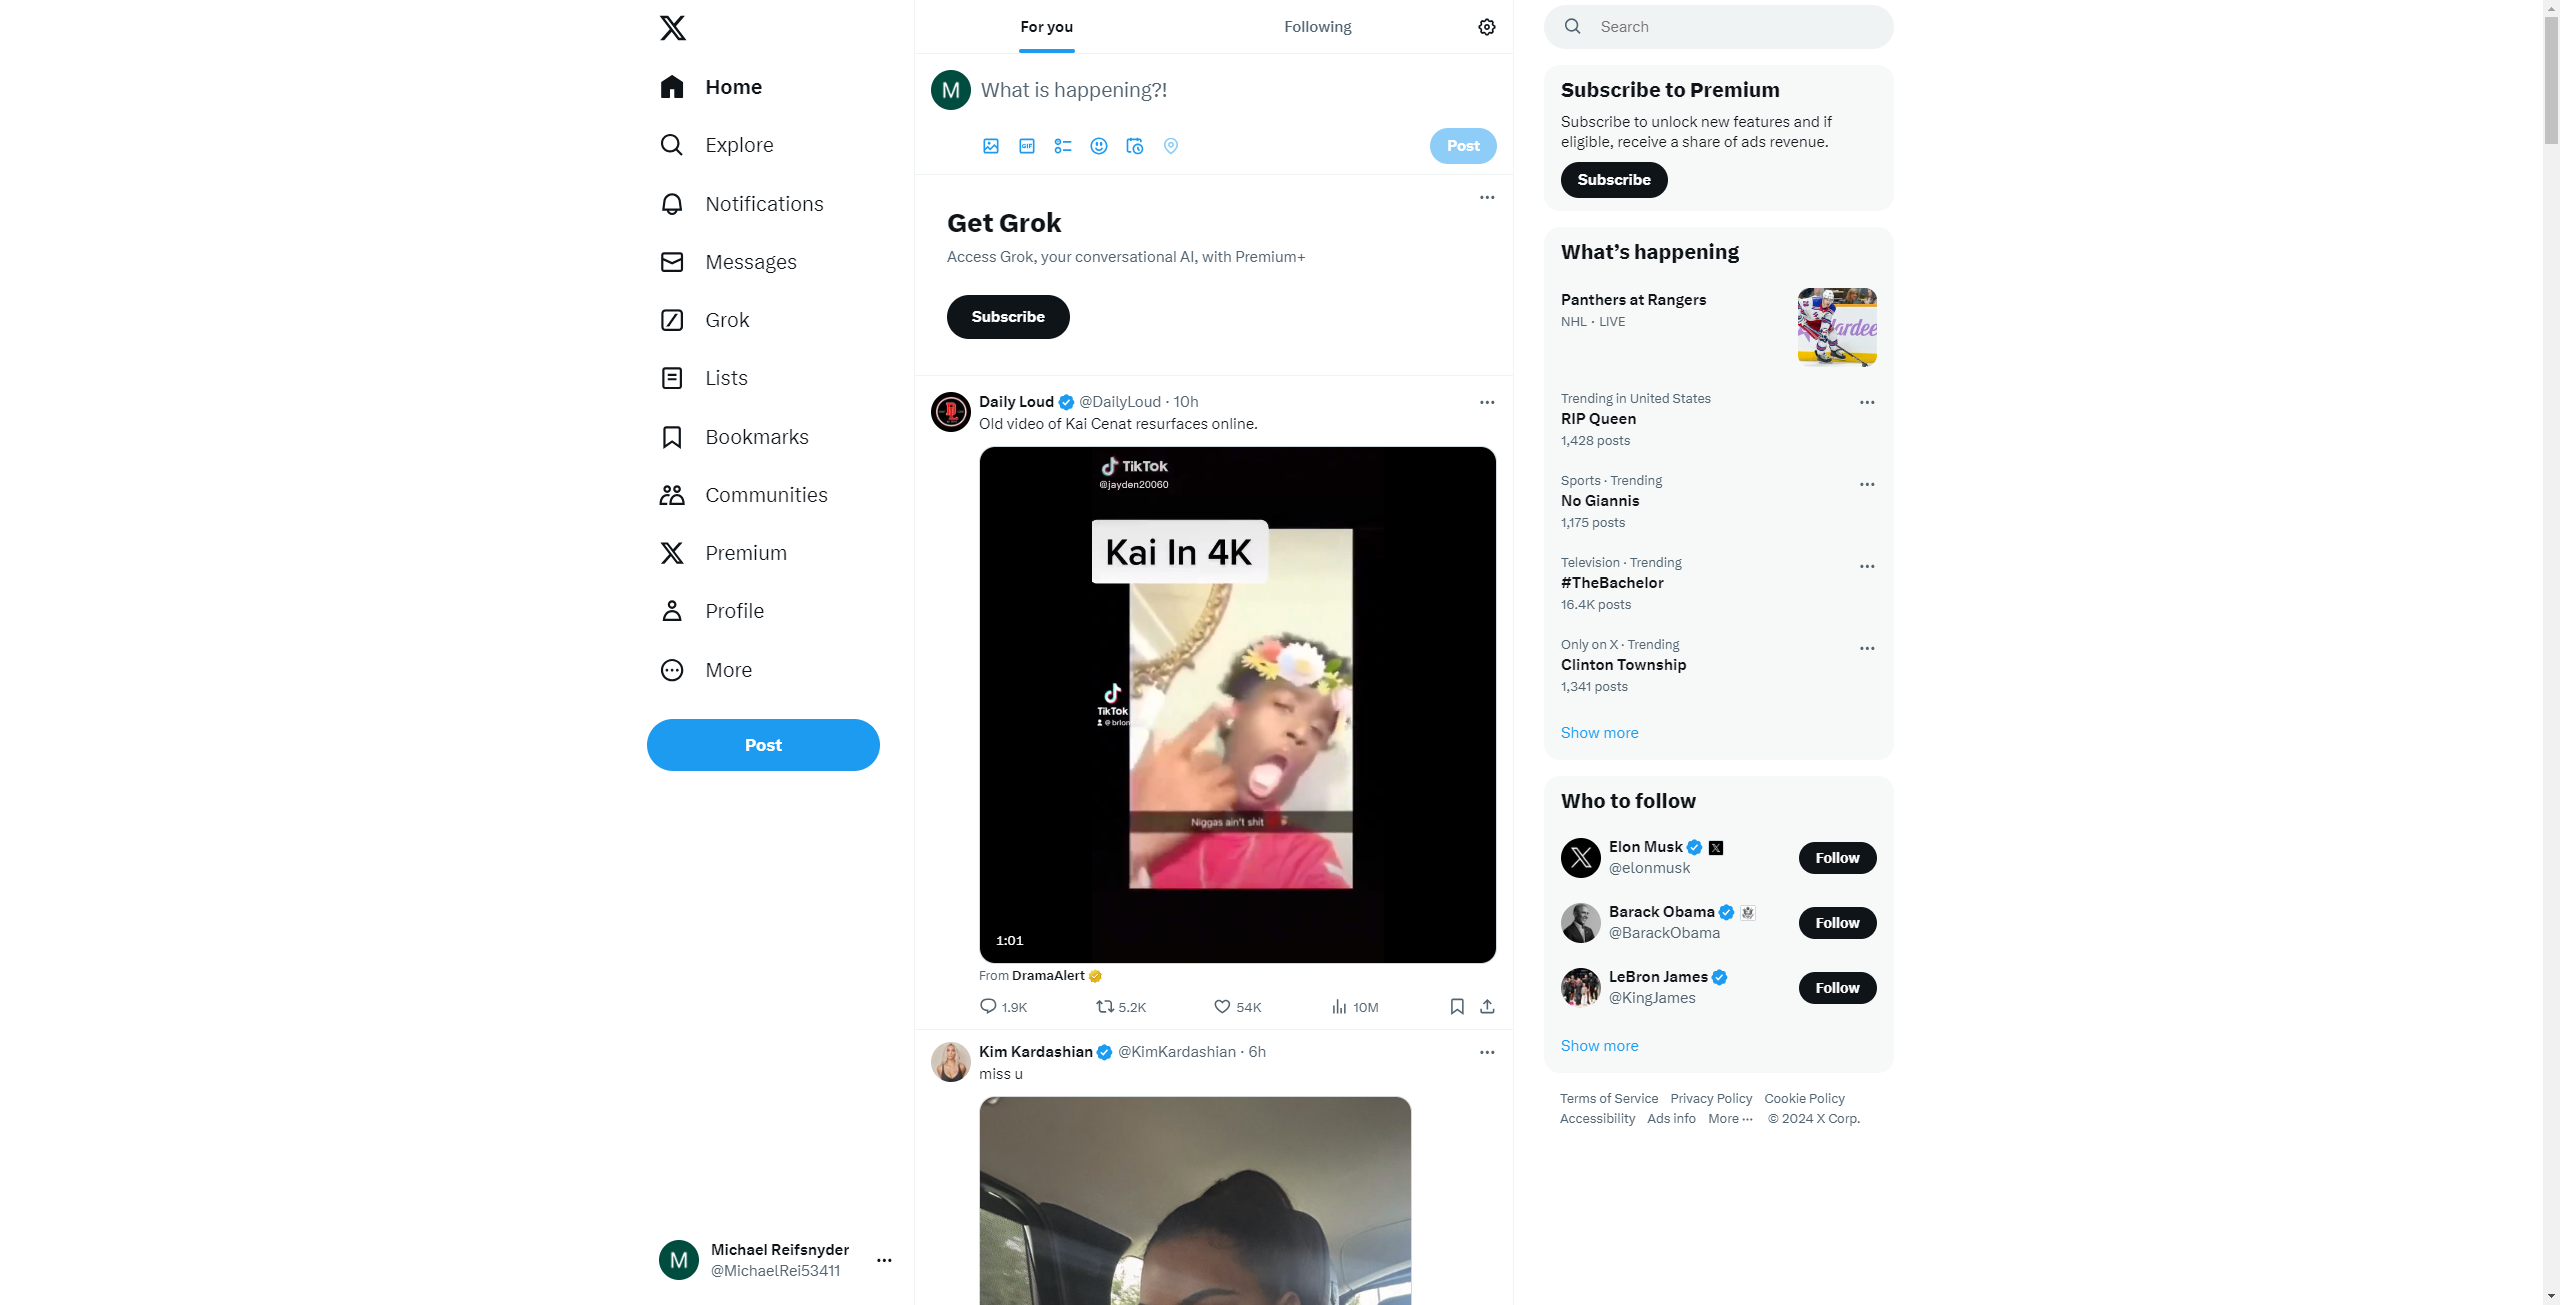 Home
Explore
Notifications
Messages
Grok
Lists
Bookmarks
Communities
Premium
Profile
More
Post
M
Michael Reifsnyder
@MichaelRei53411
For you
Following
M
What is happening?!
GIF
Post
Get Grok
Access Grok, your conversational AI, with Premium+
Subscribe
Daily Loud @DailyLoud · 10h
Old video of Kai Cenat resurfaces online.
TikTok
@jayden20060
Kai In 4K
TikTok
Niggas ain't shit
1:01
From DramaAlert
1.9K 5.2K 54K 10M
Kim Kardashian @KimKardashian · 6h
miss u
Search
Subscribe to Premium
Subscribe to unlock new features and if
eligible, receive a share of ads revenue.
Subscribe
What's happening
Panthers at Rangers
NHL · LIVE
Trending in United States
RIP Queen
1,428 posts
Sports · Trending
No Giannis
1,175 posts
Television · Trending
#TheBachelor
16.4K posts
Only on X · Trending
Clinton Township
1,341 posts
Show more
Who to follow
Elon Musk
@elonmusk
Follow
Barack Obama
@BarackObama
Follow
LeBron James
@KingJames
Follow
Show more
Terms of Service Privacy Policy Cookie Policy
Accessibility Ads info More ··· © 2024 X Corp.